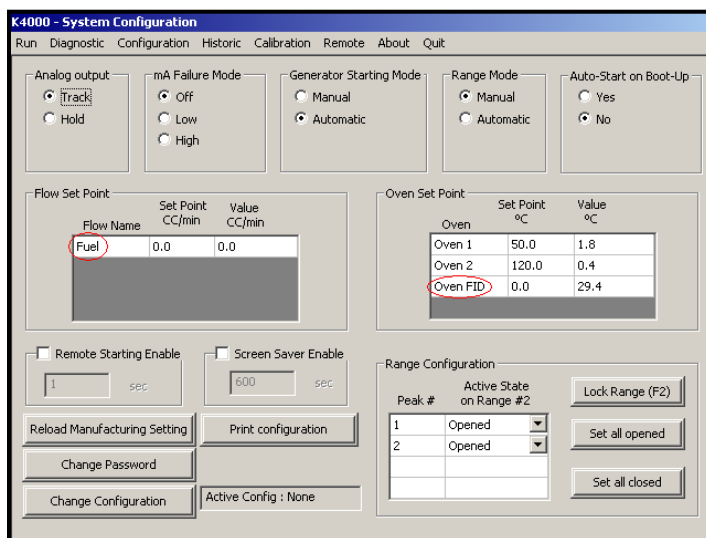 K4000 - System Configuration
Run Diagnostic Configuration Historic Calibration Remote About Quit
Analog output
Track
Hold
mA Failure Mode
Off
Low
High
Generator Starting Mode
Manual
Automatic
Range Mode
Manual
Automatic
Auto-Start on Boot-Up
Yes
No
Flow Set Point
Flow Name Set Point CC/min Value CC/min
Fuel 0.0 0.0
Oven Set Point
Oven Set Point ºC Value ºC
Oven 1 50.0 1.8
Oven 2 120.0 0.4
Oven FID 0.0 29.4
Remote Starting Enable
1 sec
Screen Saver Enable
600 sec
Reload Manufacturing Setting
Print configuration
Change Password
Change Configuration
Active Config : None
Range Configuration
Peak # Active State on Range #2
1 Opened
2 Opened
Lock Range (F2)
Set all opened
Set all closed